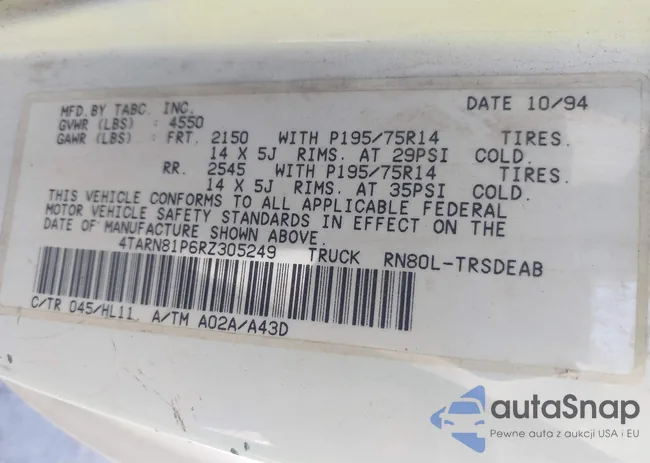 MFD.BY TABC. INC. DATE 10/94
GVWR (LBS) : 4550
GAWR (LBS) : FRT. 2150 WITH P195/75R14 TIRES.
14 X 5J RIMS. AT 29PSI COLD.
RR. 2545 WITH P195/75R14 TIRES.
14 X 5J RIMS. AT 35PSI COLD.
THIS VEHICLE CONFORMS TO ALL APPLICABLE FEDERAL
MOTOR VEHICLE SAFETY STANDARDS IN EFFECT ON THE
DATE OF MANUFACTURE SHOWN ABOVE.
4TARN81P6RZ305249 TRUCK RN80L-TRSDEAB
C/TR 045/HL11 A/TM A02A/A43D
autaSnap
Pewne auta z aukcji USA i EU